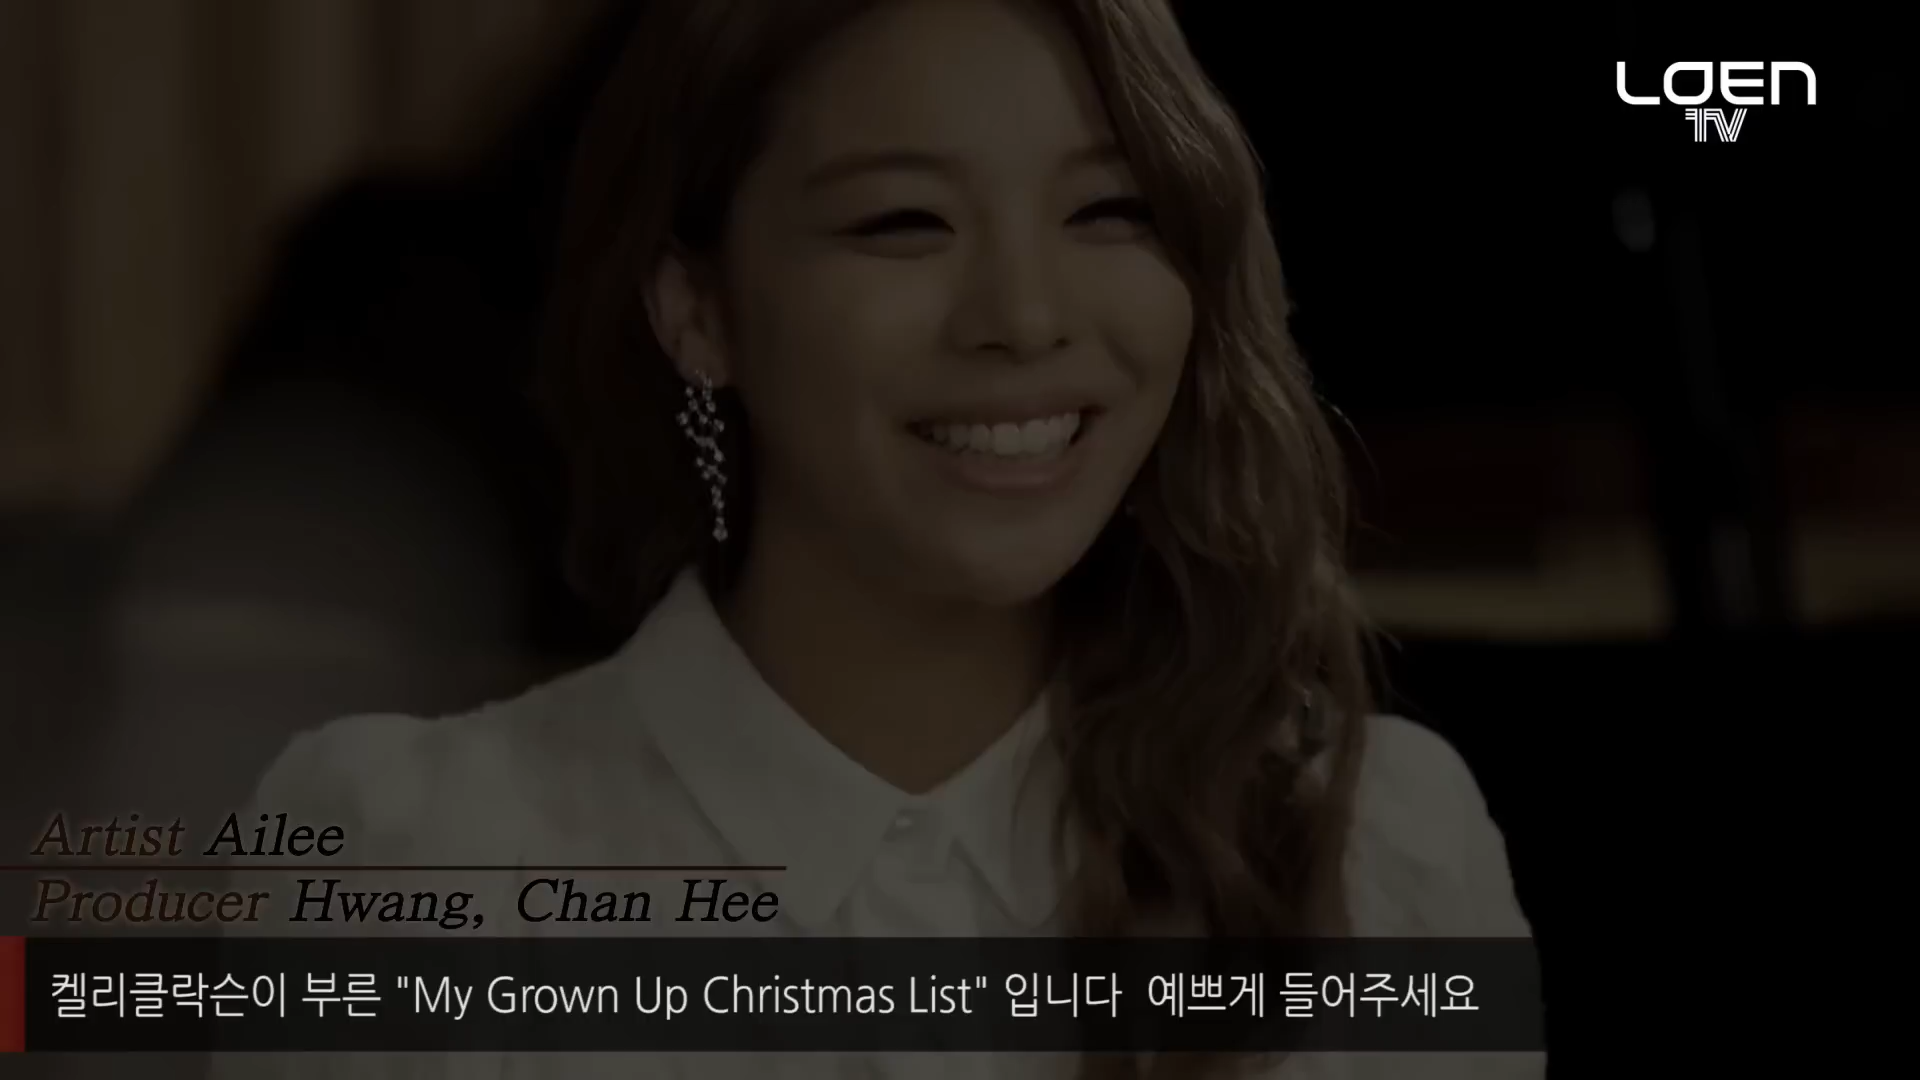 LOEN
TV
Artist Ailee
Producer Hwang, Chan Hee
켈리클락슨이 부른 "My Grown Up Christmas List" 입니다 예쁘게 들어주세요